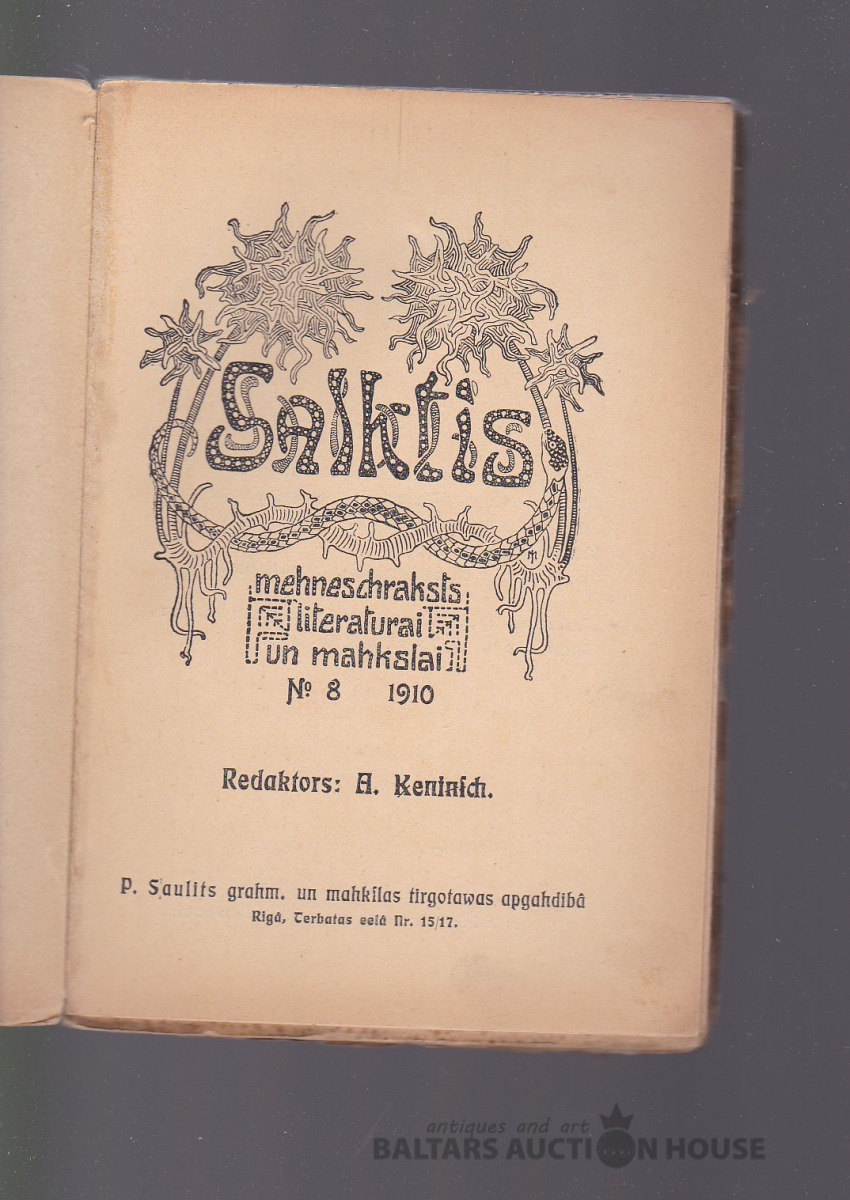 Salktis
mehneschraksts
literaturai
un mahkslai
№ 8 1910
Redaktors: A. Ķeniņſch.
P. Saulits grahm. un mahkſlas tirgotawas apgahdibâ
Rigâ, Terbatas eelâ Nr. 15/17.
antiques and art
BALTARS AUCTION HOUSE